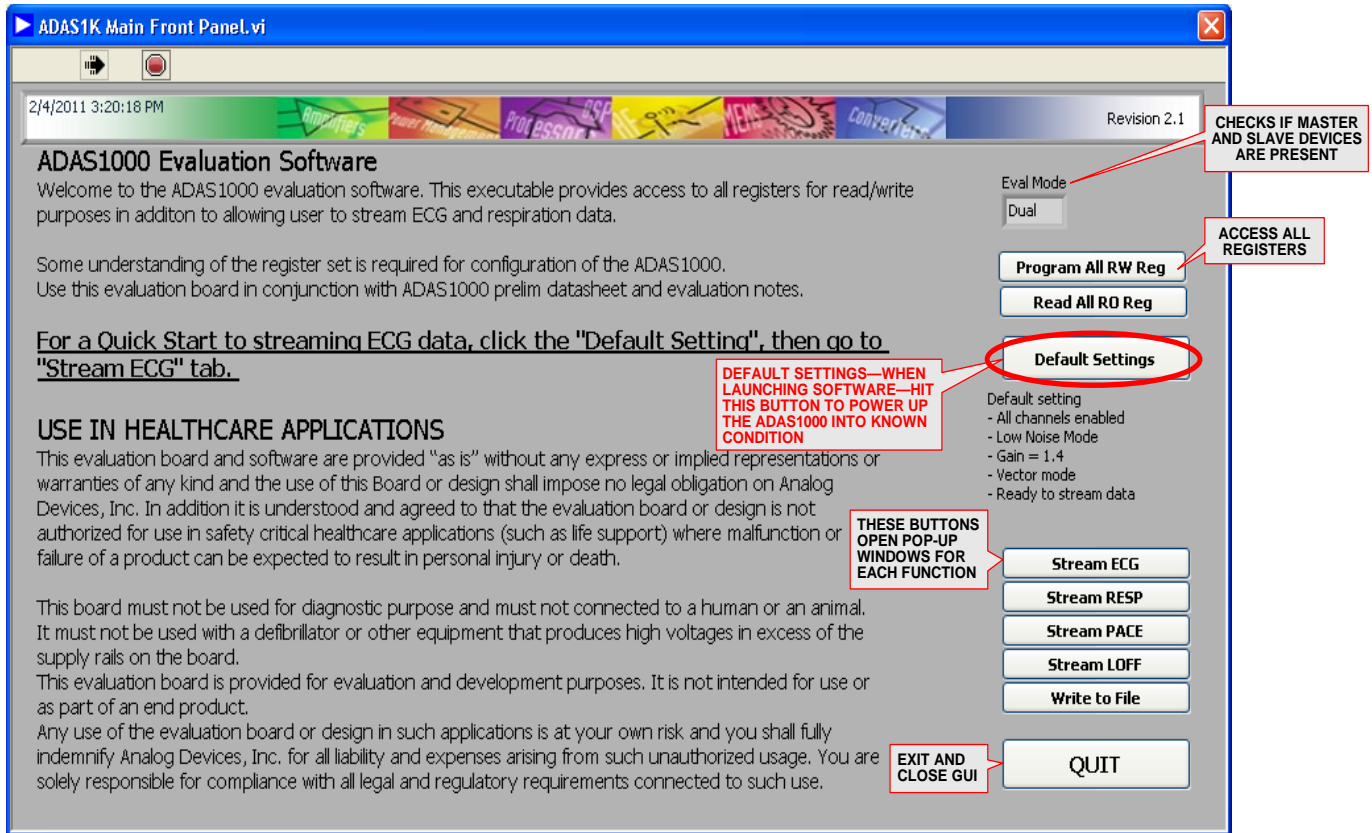 ADAS1K Main Front Panel.vi
2/4/2011 3:20:18 PM
Amplifiers
Power Management
Processors
DSP
RF
MEMS
Converters
Revision 2.1
CHECKS IF MASTER
AND SLAVE DEVICES
ARE PRESENT
ADAS1000 Evaluation Software
Welcome to the ADAS1000 evaluation software. This executable provides access to all registers for read/write
purposes in additon to allowing user to stream ECG and respiration data.
Eval Mode
Dual
ACCESS ALL
REGISTERS
Some understanding of the register set is required for configuration of the ADAS1000.
Use this evaluation board in conjunction with ADAS1000 prelim datasheet and evaluation notes.
Program All RW Reg
Read All RO Reg
For a Quick Start to streaming ECG data, click the "Default Setting", then go to
"Stream ECG" tab.
Default Settings
DEFAULT SETTINGS—WHEN
LAUNCHING SOFTWARE—HIT
THIS BUTTON TO POWER UP
THE ADAS1000 INTO KNOWN
CONDITION
Default setting
- All channels enabled
- Low Noise Mode
- Gain = 1.4
- Vector mode
- Ready to stream data
USE IN HEALTHCARE APPLICATIONS
This evaluation board and software are provided “as is” without any express or implied representations or
warranties of any kind and the use of this Board or design shall impose no legal obligation on Analog
Devices, Inc. In addition it is understood and agreed to that the evaluation board or design is not
authorized for use in safety critical healthcare applications (such as life support) where malfunction or
failure of a product can be expected to result in personal injury or death.
THESE BUTTONS
OPEN POP-UP
WINDOWS FOR
EACH FUNCTION
Stream ECG
Stream RESP
Stream PACE
Stream LOFF
Write to File
This board must not be used for diagnostic purpose and must not connected to a human or an animal.
It must not be used with a defibrillator or other equipment that produces high voltages in excess of the
supply rails on the board.
This evaluation board is provided for evaluation and development purposes. It is not intended for use or
as part of an end product.
Any use of the evaluation board or design in such applications is at your own risk and you shall fully
indemnify Analog Devices, Inc. for all liability and expenses arising from such unauthorized usage. You are
solely responsible for compliance with all legal and regulatory requirements connected to such use.
EXIT AND
CLOSE GUI
QUIT